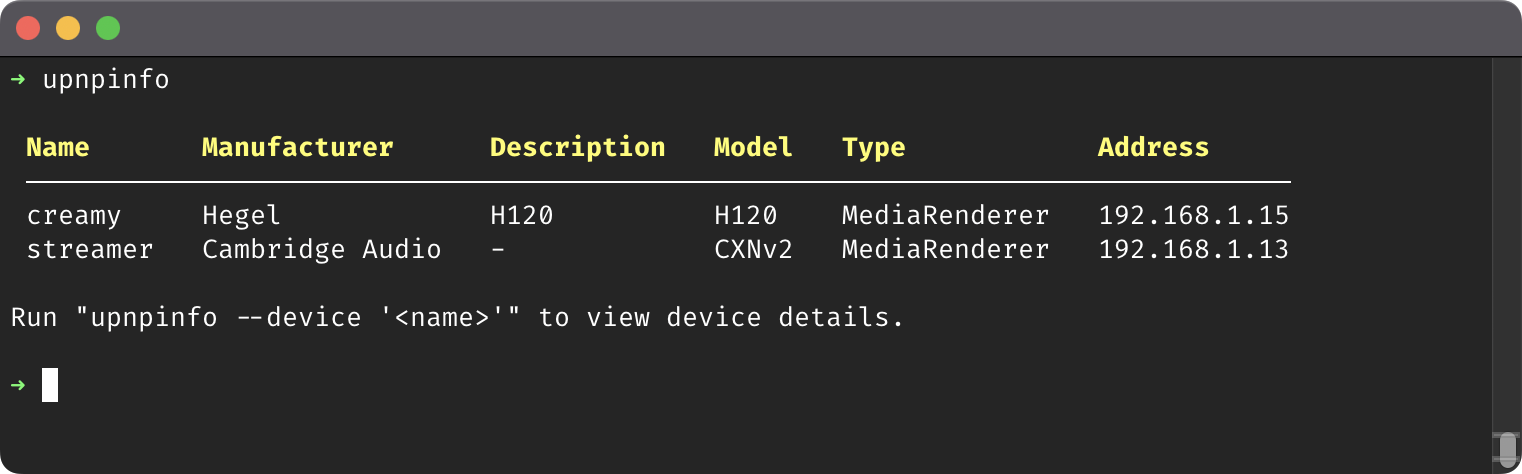 ➜ upnpinfo
Name Manufacturer Description Model Type Address
creamy Hegel H120 H120 MediaRenderer 192.168.1.15
streamer Cambridge Audio - CXNv2 MediaRenderer 192.168.1.13
Run "upnpinfo --device '<name>'" to view device details.
➜